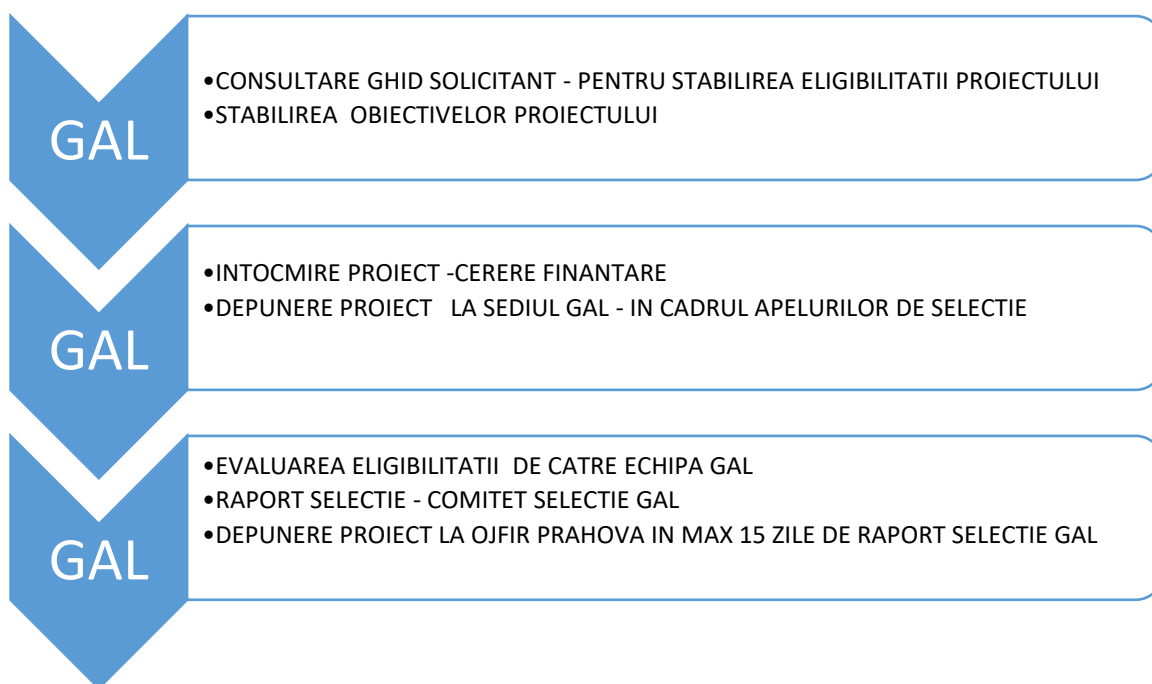 GAL
•CONSULTARE GHID SOLICITANT - PENTRU STABILIREA ELIGIBILITATII PROIECTULUI
•STABILIREA OBIECTIVELOR PROIECTULUI
GAL
•INTOCMIRE PROIECT -CERERE FINANTARE
•DEPUNERE PROIECT LA SEDIUL GAL - IN CADRUL APELURILOR DE SELECTIE
GAL
•EVALUAREA ELIGIBILITATII DE CATRE ECHIPA GAL
•RAPORT SELECTIE - COMITET SELECTIE GAL
•DEPUNERE PROIECT LA OJFIR PRAHOVA IN MAX 15 ZILE DE RAPORT SELECTIE GAL